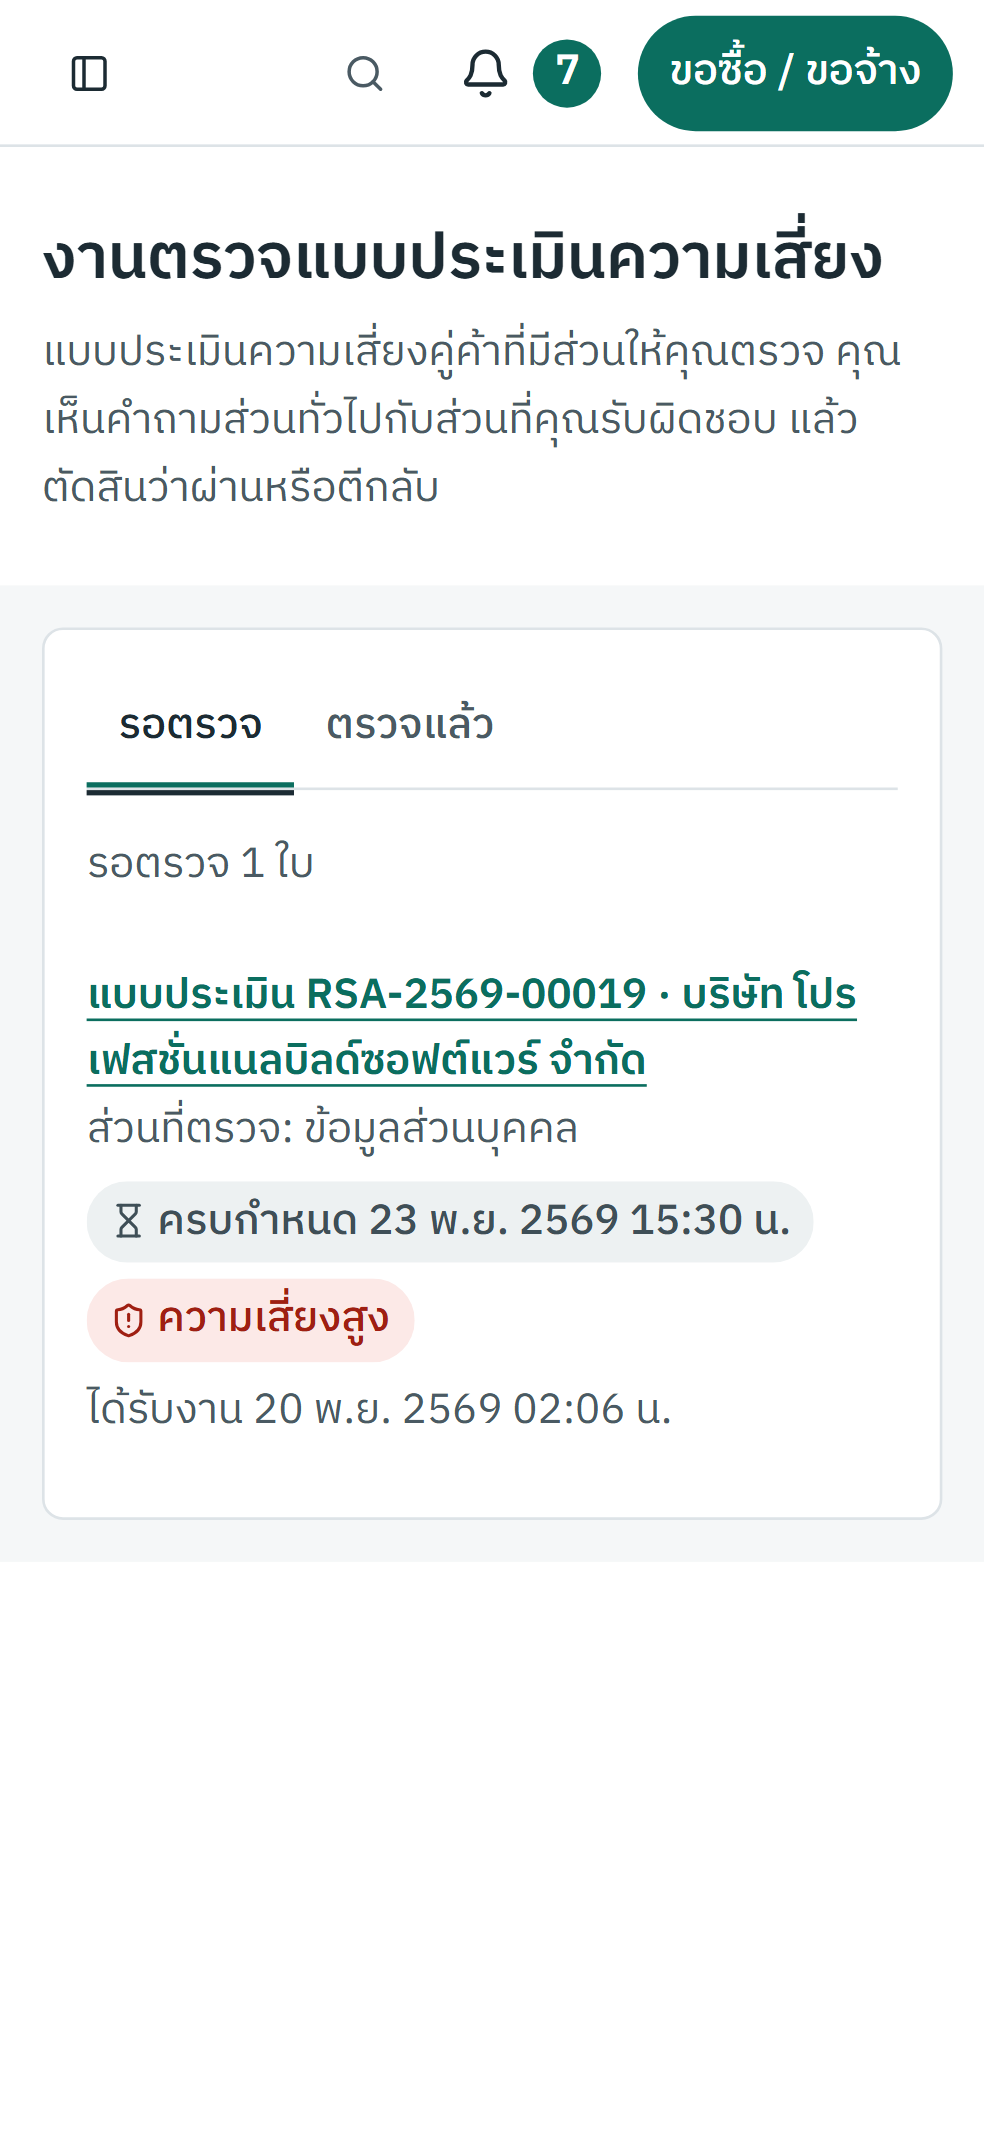 7
ขอซื้อ / ขอจ้าง
งานตรวจแบบประเมินความเสี่ยง
แบบประเมินความเสี่ยงคู่ค้าที่มีส่วนให้คุณตรวจ คุณ
เห็นคำถามส่วนทั่วไปกับส่วนที่คุณรับผิดชอบ แล้ว
ตัดสินว่าผ่านหรือตีกลับ
รอตรวจ ตรวจแล้ว
รอตรวจ 1 ใบ
แบบประเมิน RSA-2569-00019 · บริษัท โปร
เฟสชั่นแนลบิลด์ซอฟต์แวร์ จำกัด
ส่วนที่ตรวจ: ข้อมูลส่วนบุคคล
ครบกำหนด 23 พ.ย. 2569 15:30 น.
ความเสี่ยงสูง
ได้รับงาน 20 พ.ย. 2569 02:06 น.